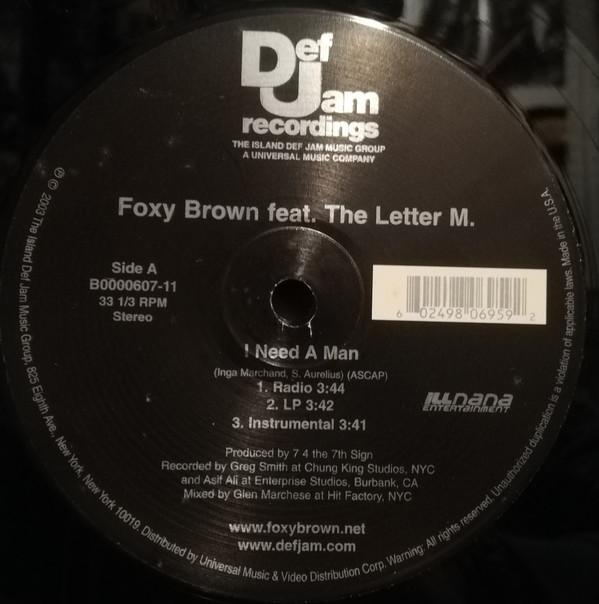 Def
Jam
recordings
THE ISLAND DEF JAM MUSIC GROUP
A UNIVERSAL MUSIC COMPANY
Foxy Brown feat. The Letter M.
Side A
B0000607-11
33 1/3 RPM
Stereo
6 02498 06959 2
I Need A Man
(Inga Marchand, S. Aurelius) (ASCAP)
1. Radio 3:44
2. LP 3:42
3. Instrumental 3:41
ILL nana
ENTERTAINMENT
Produced by 7 4 the 7th Sign
Recorded by Greg Smith at Chung King Studios, NYC
and Asif Ali at Enterprise Studios, Burbank, CA
Mixed by Glen Marchese at Hit Factory, NYC
www.foxybrown.net
www.defjam.com
℗ © 2003 The Island Def Jam Music Group, 825 Eighth Ave., New York, New York 10019. Distributed by Universal Music & Video Distribution Corp. Warning: All rights reserved. Unauthorized duplication is a violation of applicable laws. Made in the U.S.A.